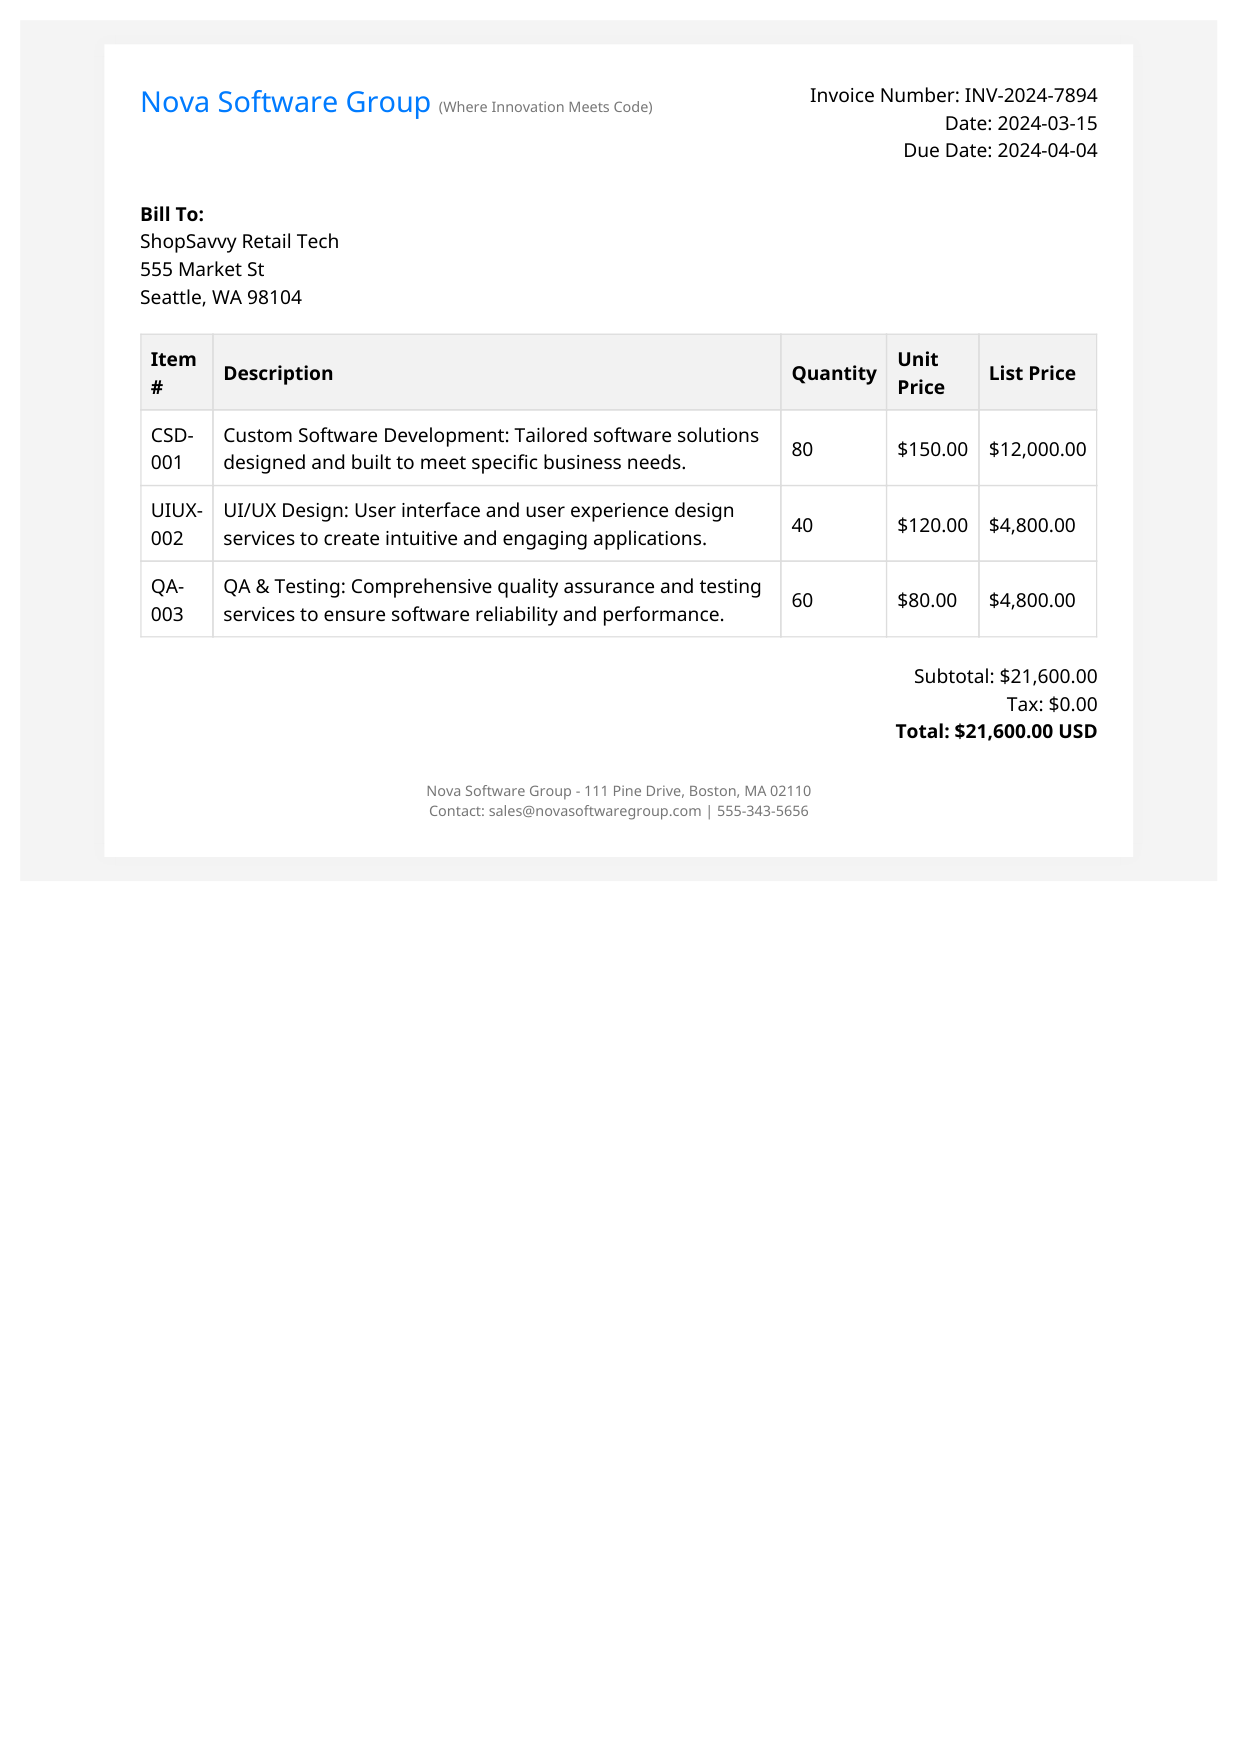 Nova Software Group (Where Innovation Meets Code)
Invoice Number: INV-2024-7894
Date: 2024-03-15
Due Date: 2024-04-04
Bill To:
ShopSavvy Retail Tech
555 Market St
Seattle, WA 98104
Item # Description Quantity Unit Price List Price
CSD-001 Custom Software Development: Tailored software solutions
designed and built to meet specific business needs. 80 $150.00 $12,000.00
UIUX-002 UI/UX Design: User interface and user experience design
services to create intuitive and engaging applications. 40 $120.00 $4,800.00
QA-003 QA & Testing: Comprehensive quality assurance and testing
services to ensure software reliability and performance. 60 $80.00 $4,800.00
Subtotal: $21,600.00
Tax: $0.00
Total: $21,600.00 USD
Nova Software Group - 111 Pine Drive, Boston, MA 02110
Contact: sales@novasoftwaregroup.com | 555-343-5656